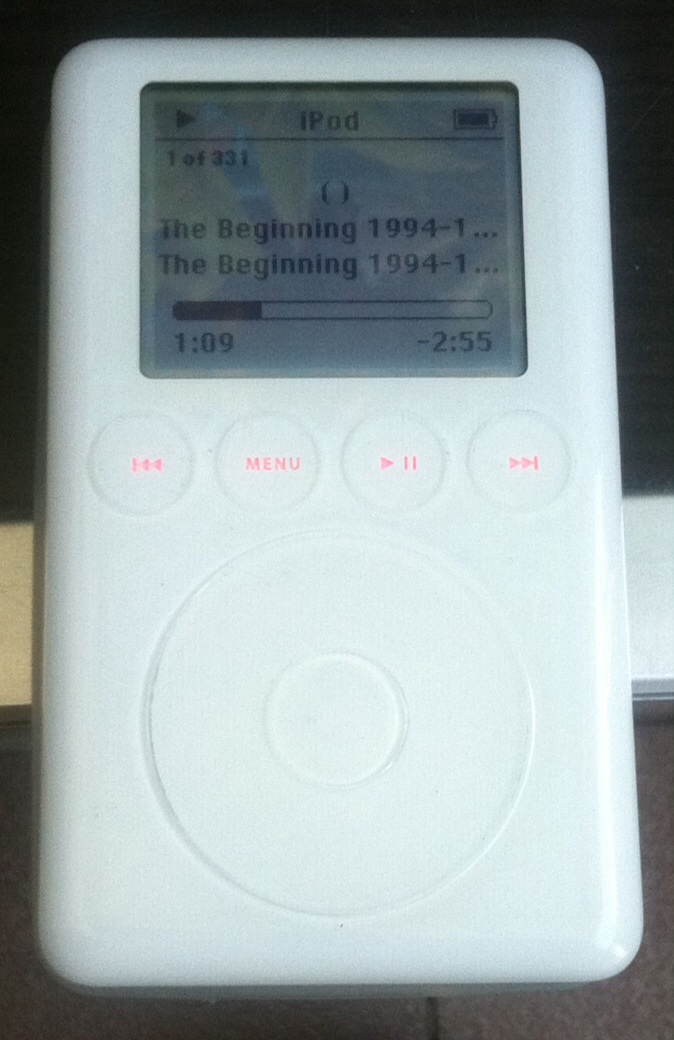 iPod
1 of 331
()
The Beginning 1994-1...
The Beginning 1994-1...
1:09 -2:55
MENU